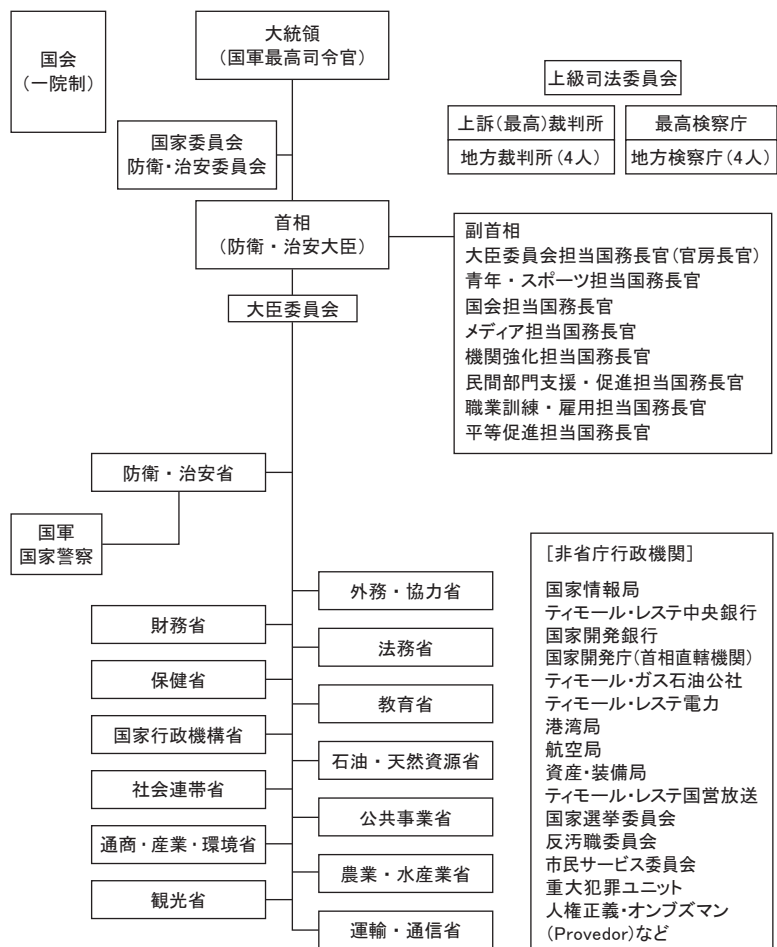 国会
(一院制)
大統領
(国軍最高司令官)
上級司法委員会
上訴(最高)裁判所
最高検察庁
地方裁判所(4人)
地方検察庁(4人)
国家委員会
防衛・治安委員会
首相
(防衛・治安大臣)
副首相
大臣委員会担当国務長官(官房長官)
青年・スポーツ担当国務長官
国会担当国務長官
メディア担当国務長官
機関強化担当国務長官
民間部門支援・促進担当国務長官
職業訓練・雇用担当国務長官
平等促進担当国務長官
大臣委員会
防衛・治安省
国軍
国家警察
外務・協力省
財務省
法務省
保健省
教育省
国家行政機構省
石油・天然資源省
社会連帯省
公共事業省
通商・産業・環境省
農業・水産業省
観光省
運輸・通信省
[非省庁行政機関]
国家情報局
ティモール・レステ中央銀行
国家開発銀行
国家開発庁(首相直轄機関)
ティモール・ガス石油公社
ティモール・レステ電力
港湾局
航空局
資産・装備局
ティモール・レステ国営放送
国家選挙委員会
反汚職委員会
市民サービス委員会
重大犯罪ユニット
人権正義・オンブズマン
(Provedor)など